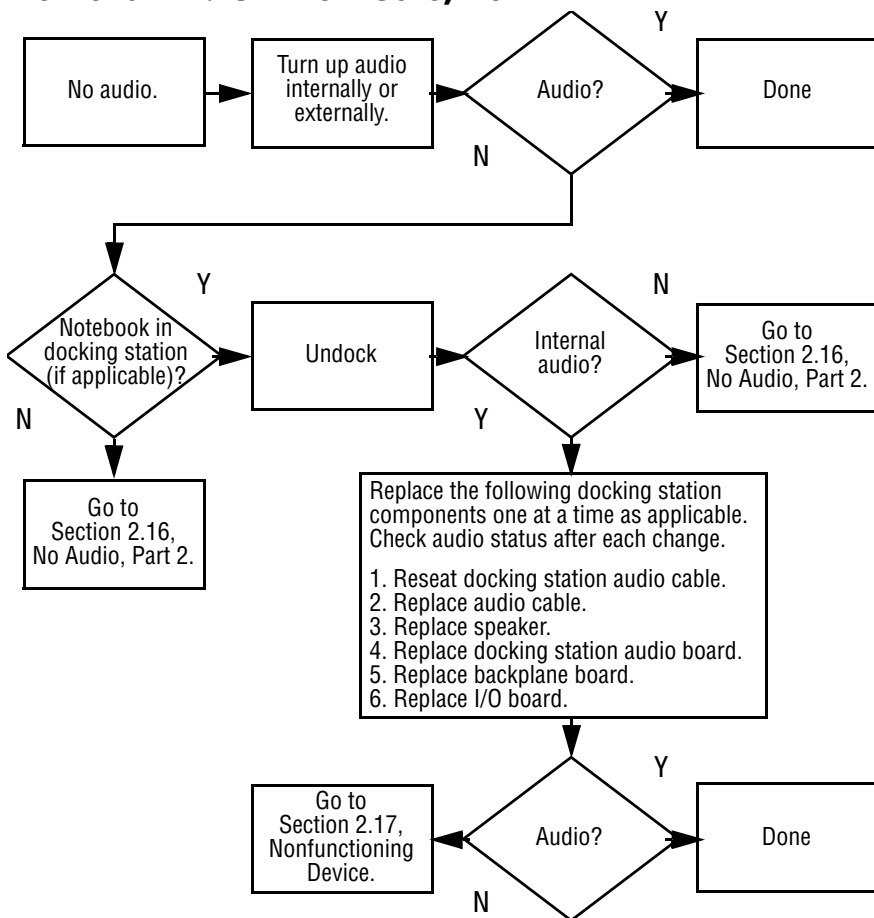 Y
No audio.
Turn up audio
internally or
externally.
Audio?
Done
N
Y
N
Notebook in
docking station
(if applicable)?
Undock
Internal
audio?
Go to
Section 2.16,
No Audio, Part 2.
N
Y
Go to
Section 2.16,
No Audio, Part 2.
Replace the following docking station
components one at a time as applicable.
Check audio status after each change.
1. Reseat docking station audio cable.
2. Replace audio cable.
3. Replace speaker.
4. Replace docking station audio board.
5. Replace backplane board.
6. Replace I/O board.
Y
Go to
Section 2.17,
Nonfunctioning
Device.
Audio?
Done
N